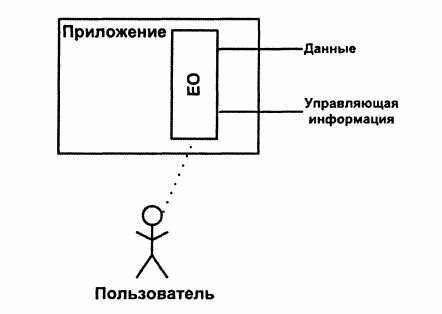 Приложение
ЕО
Данные
Управляющая
информация
Пользователь